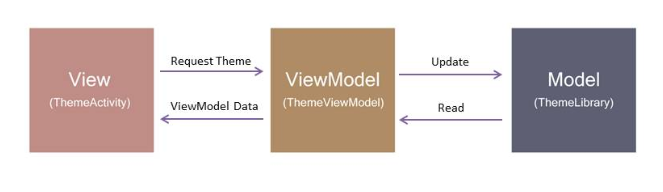 View
(ThemeActivity)
Request Theme
ViewModel Data
ViewModel
(ThemeViewModel)
Update
Read
Model
(ThemeLibrary)